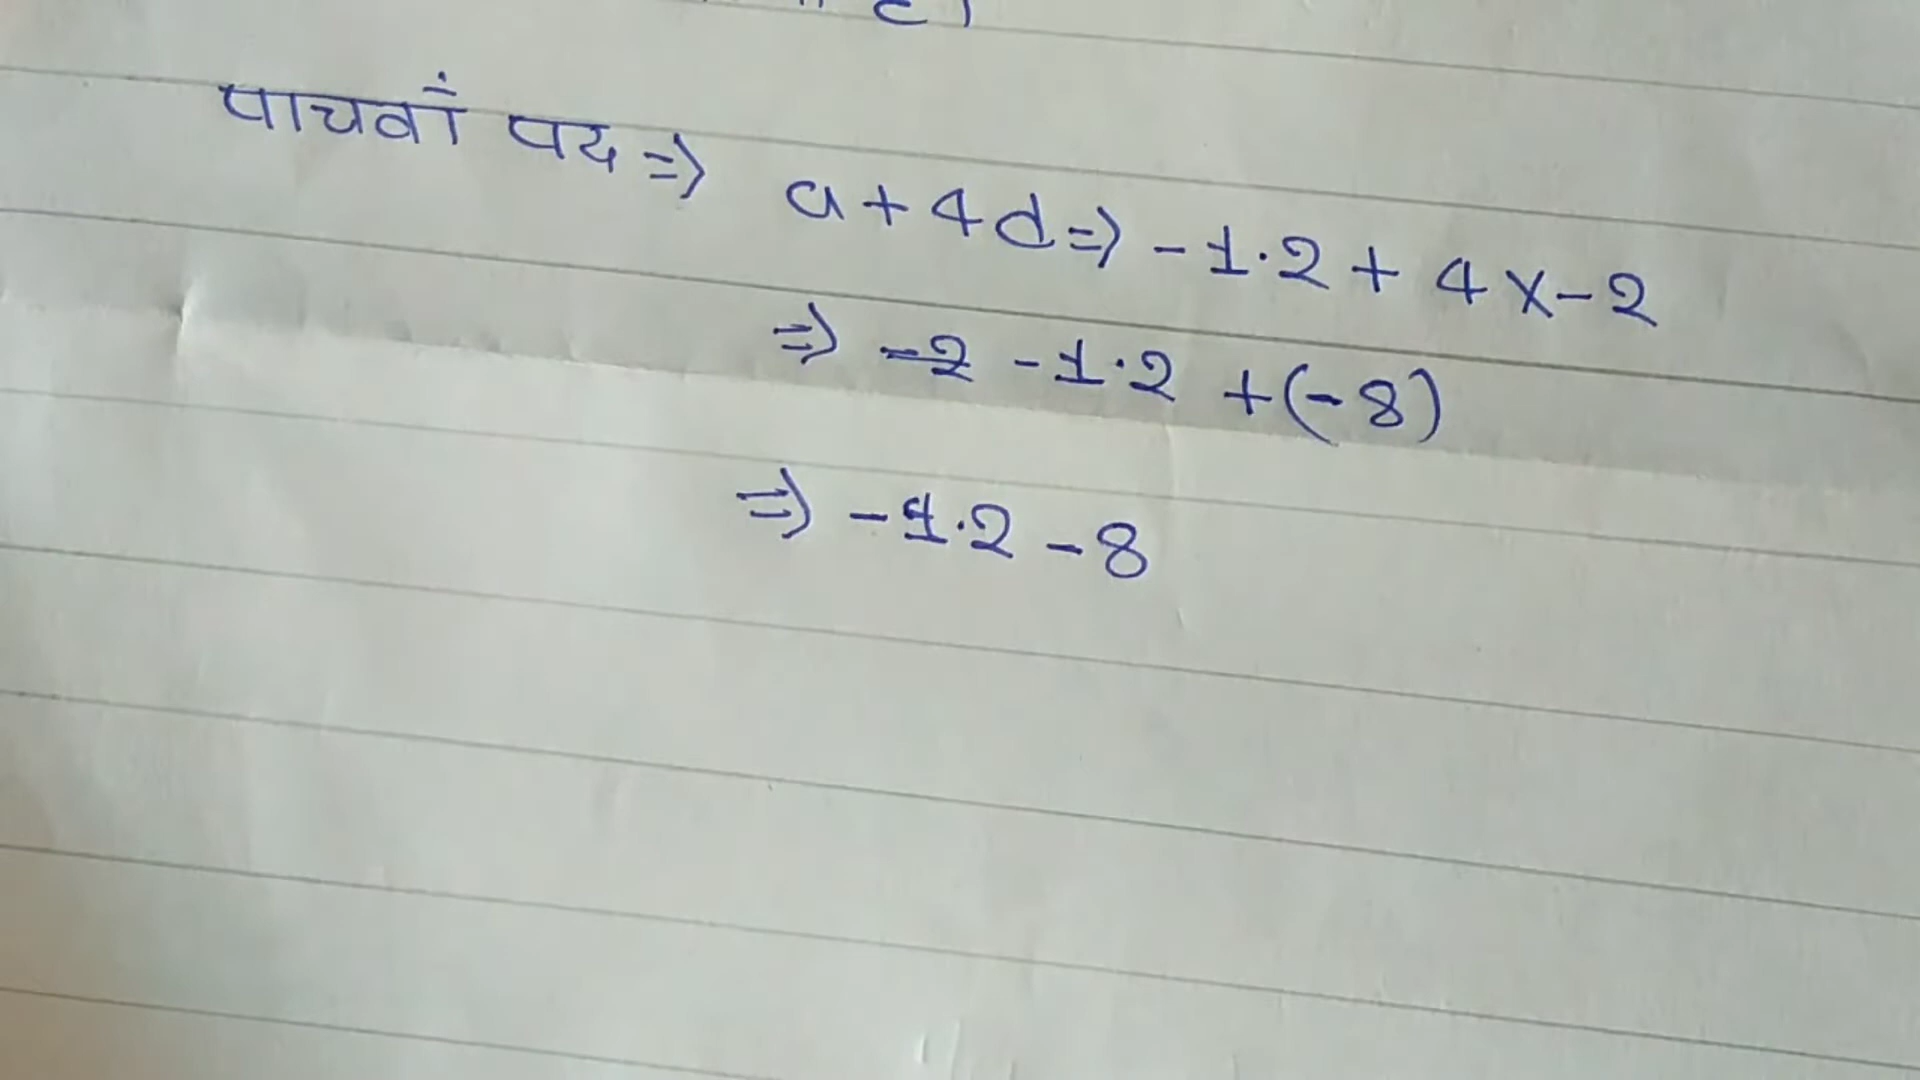 पाचवाँ पद => a + 4d => - 1.2 + 4 x - 2
=> -2 - 1.2 + (- 8)
=> - 1.2 - 8